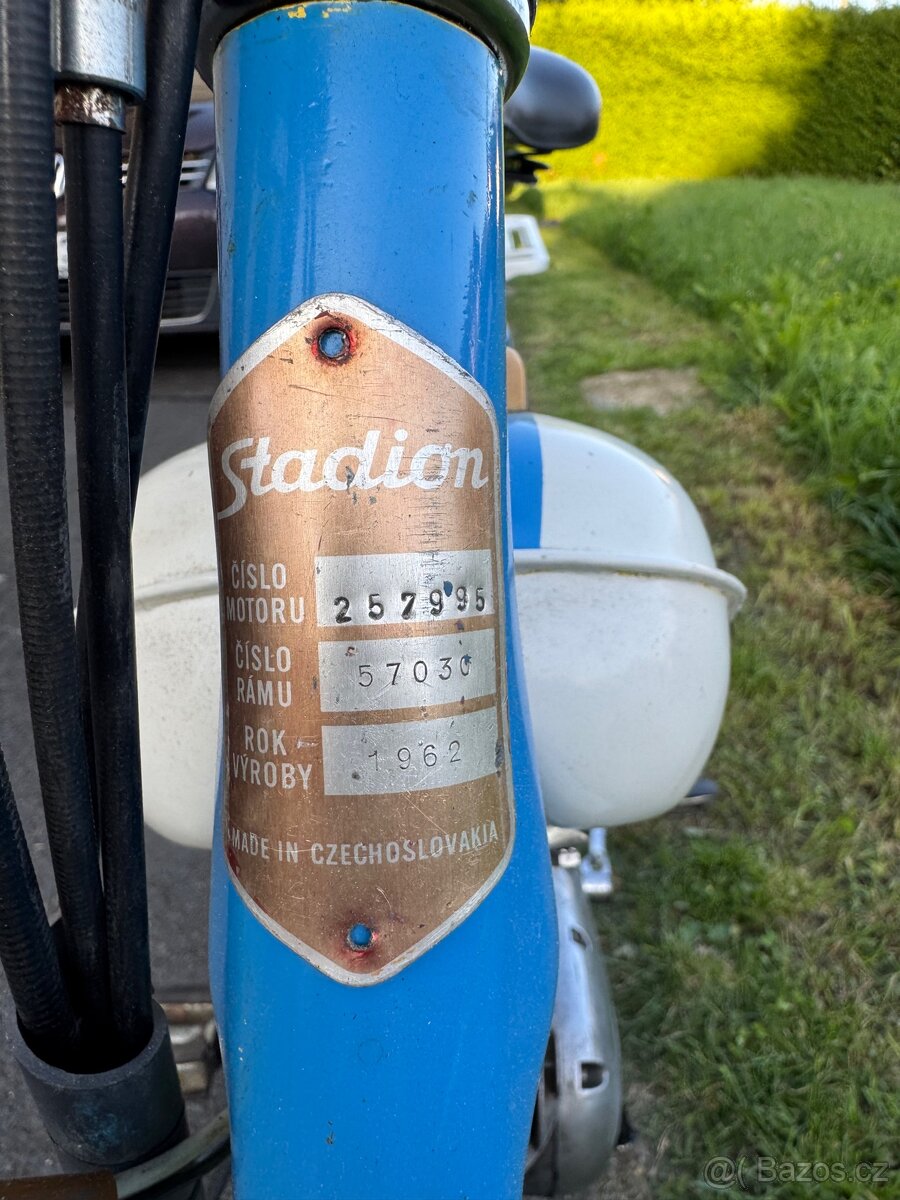 Stadion
ČÍSLO
MOTORU 257995
ČÍSLO
RÁMU 57030
ROK
VÝROBY 1962
MADE IN CZECHOSLOVAKIA
@( Bazos.cz